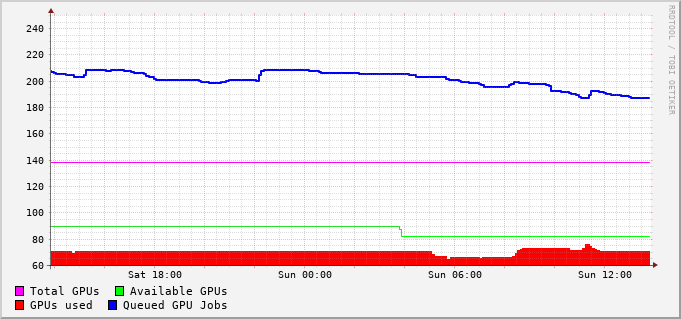 RRDTOOL / TOBI OETIKER
240
220
200
180
160
140
120
100
80
60
Sat 18:00 Sun 00:00 Sun 06:00 Sun 12:00
Total GPUs Available GPUs
GPUs used Queued GPU Jobs